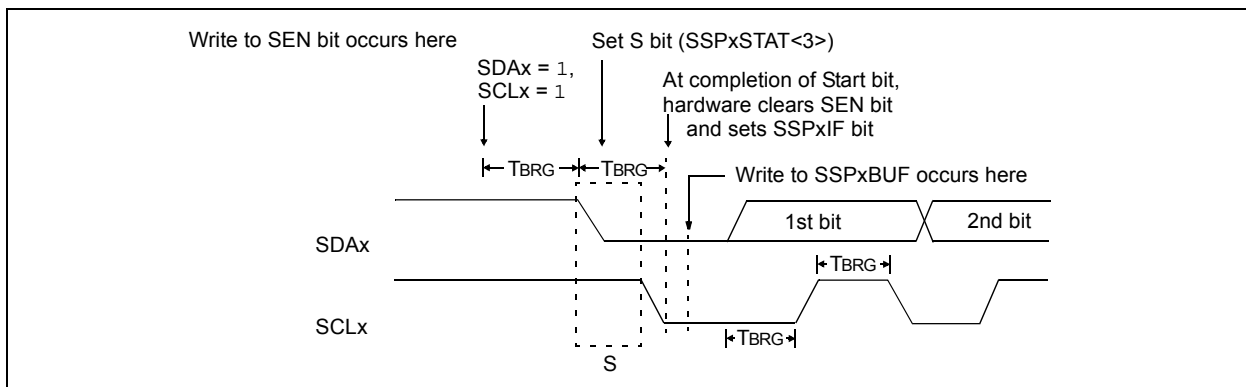 Write to SEN bit occurs here
Set S bit (SSPxSTAT<3>)
SDAx = 1,
SCLx = 1
At completion of Start bit,
hardware clears SEN bit
and sets SSPxIF bit
TBRG
TBRG
Write to SSPxBUF occurs here
1st bit
2nd bit
SDAx
TBRG
SCLx
TBRG
S